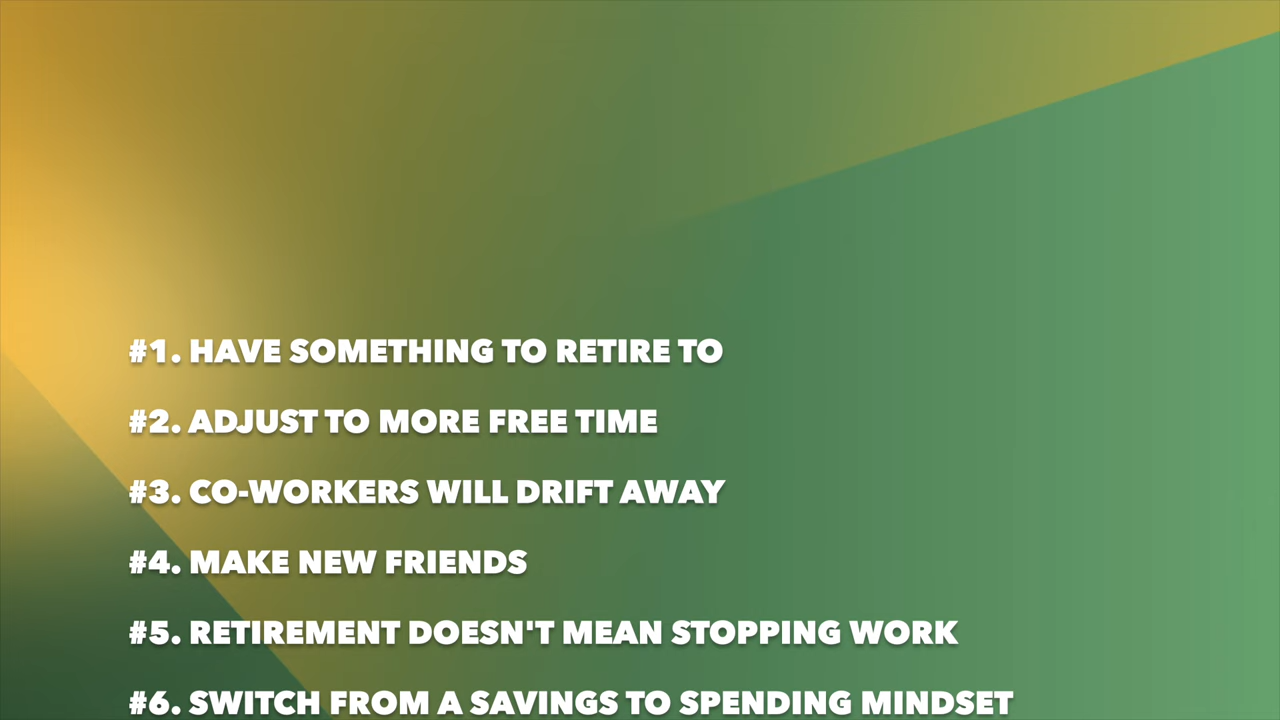 #1. HAVE SOMETHING TO RETIRE TO
#2. ADJUST TO MORE FREE TIME
#3. CO-WORKERS WILL DRIFT AWAY
#4. MAKE NEW FRIENDS
#5. RETIREMENT DOESN'T MEAN STOPPING WORK
#6. SWITCH FROM A SAVINGS TO SPENDING MINDSET